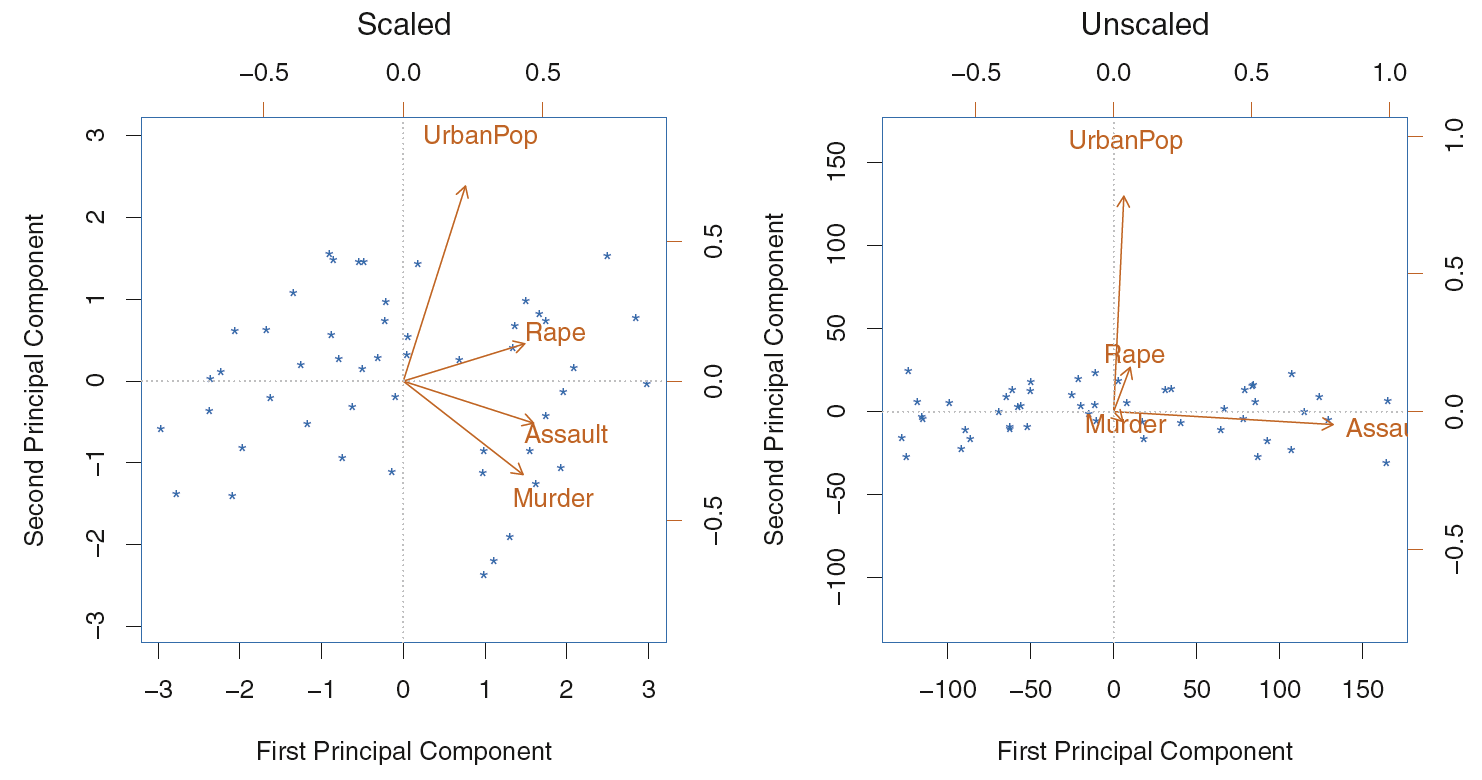 Scaled
−0.5 0.0 0.5
UrbanPop
Rape
Assault
Murder
3
2
1
0
−1
−2
−3
Second Principal Component
0.5
0.0
−0.5
−3 −2 −1 0 1 2 3
First Principal Component
Unscaled
−0.5 0.0 0.5 1.0
UrbanPop
Rape
Murder
Assau
150
100
50
0
−50
−100
Second Principal Component
1.0
0.5
0.0
−0.5
−100 −50 0 50 100 150
First Principal Component